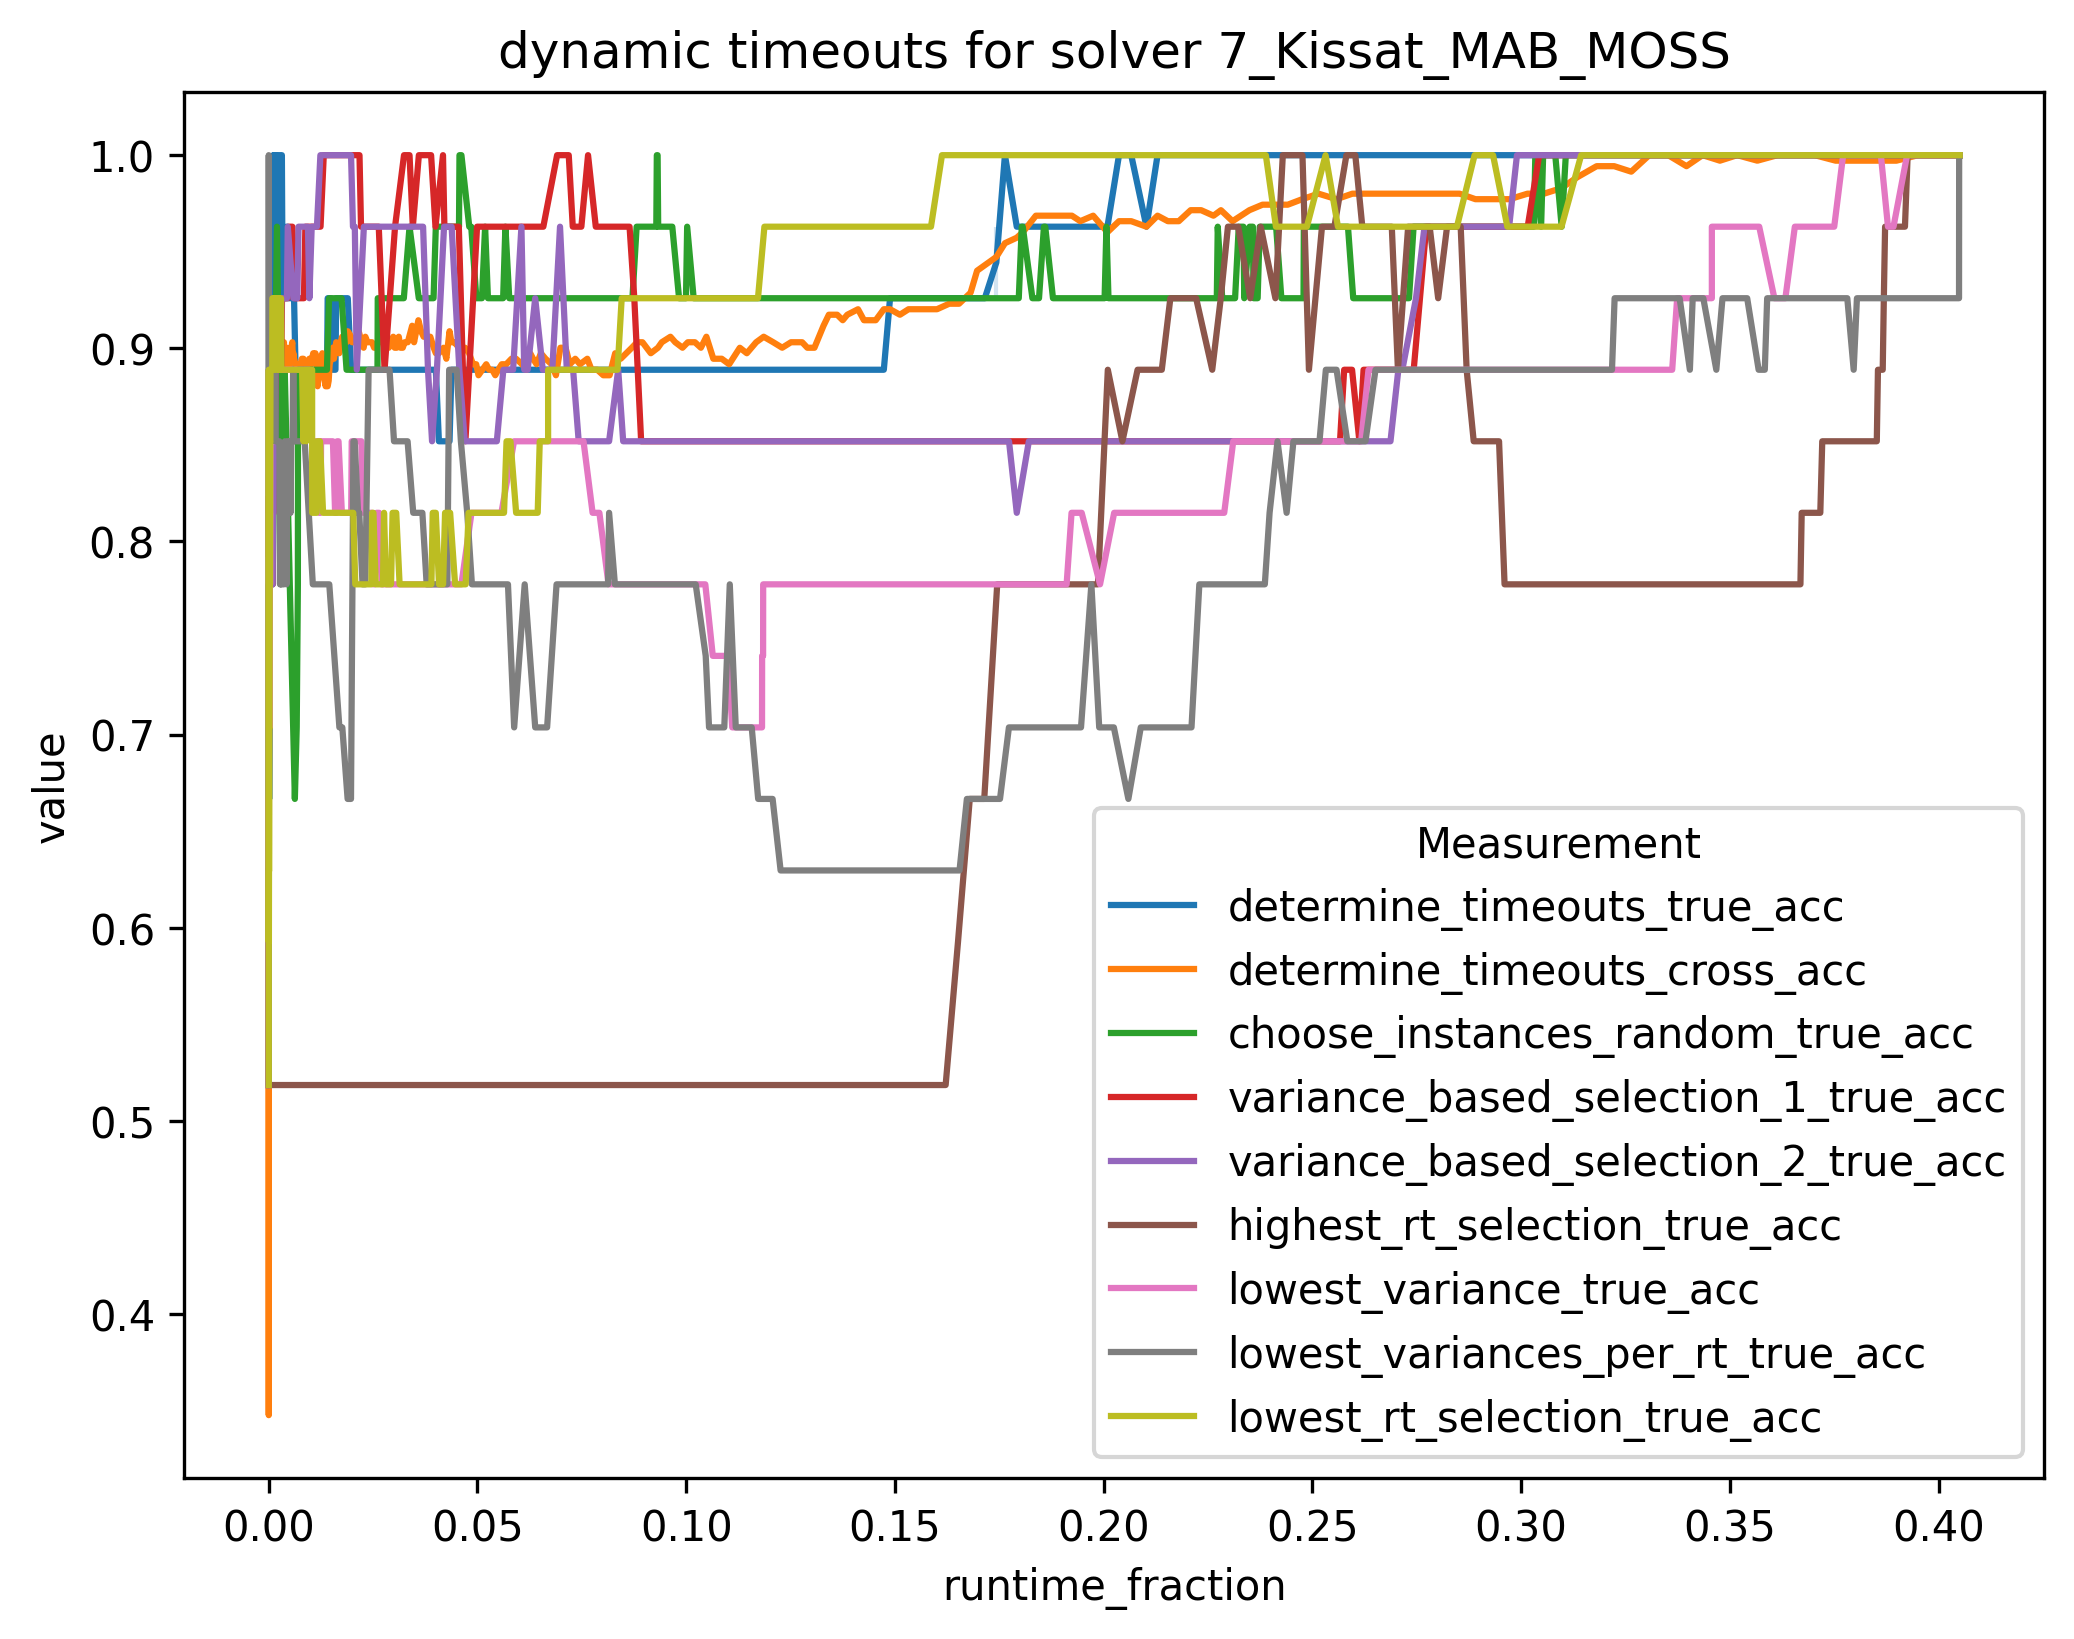 dynamic timeouts for solver 7_Kissat_MAB_MOSS
1.0
0.9
0.8
0.7
0.6
0.5
0.4
value
0.00 0.05 0.10 0.15 0.20 0.25 0.30 0.35 0.40
runtime_fraction
Measurement
determine_timeouts_true_acc
determine_timeouts_cross_acc
choose_instances_random_true_acc
variance_based_selection_1_true_acc
variance_based_selection_2_true_acc
highest_rt_selection_true_acc
lowest_variance_true_acc
lowest_variances_per_rt_true_acc
lowest_rt_selection_true_acc